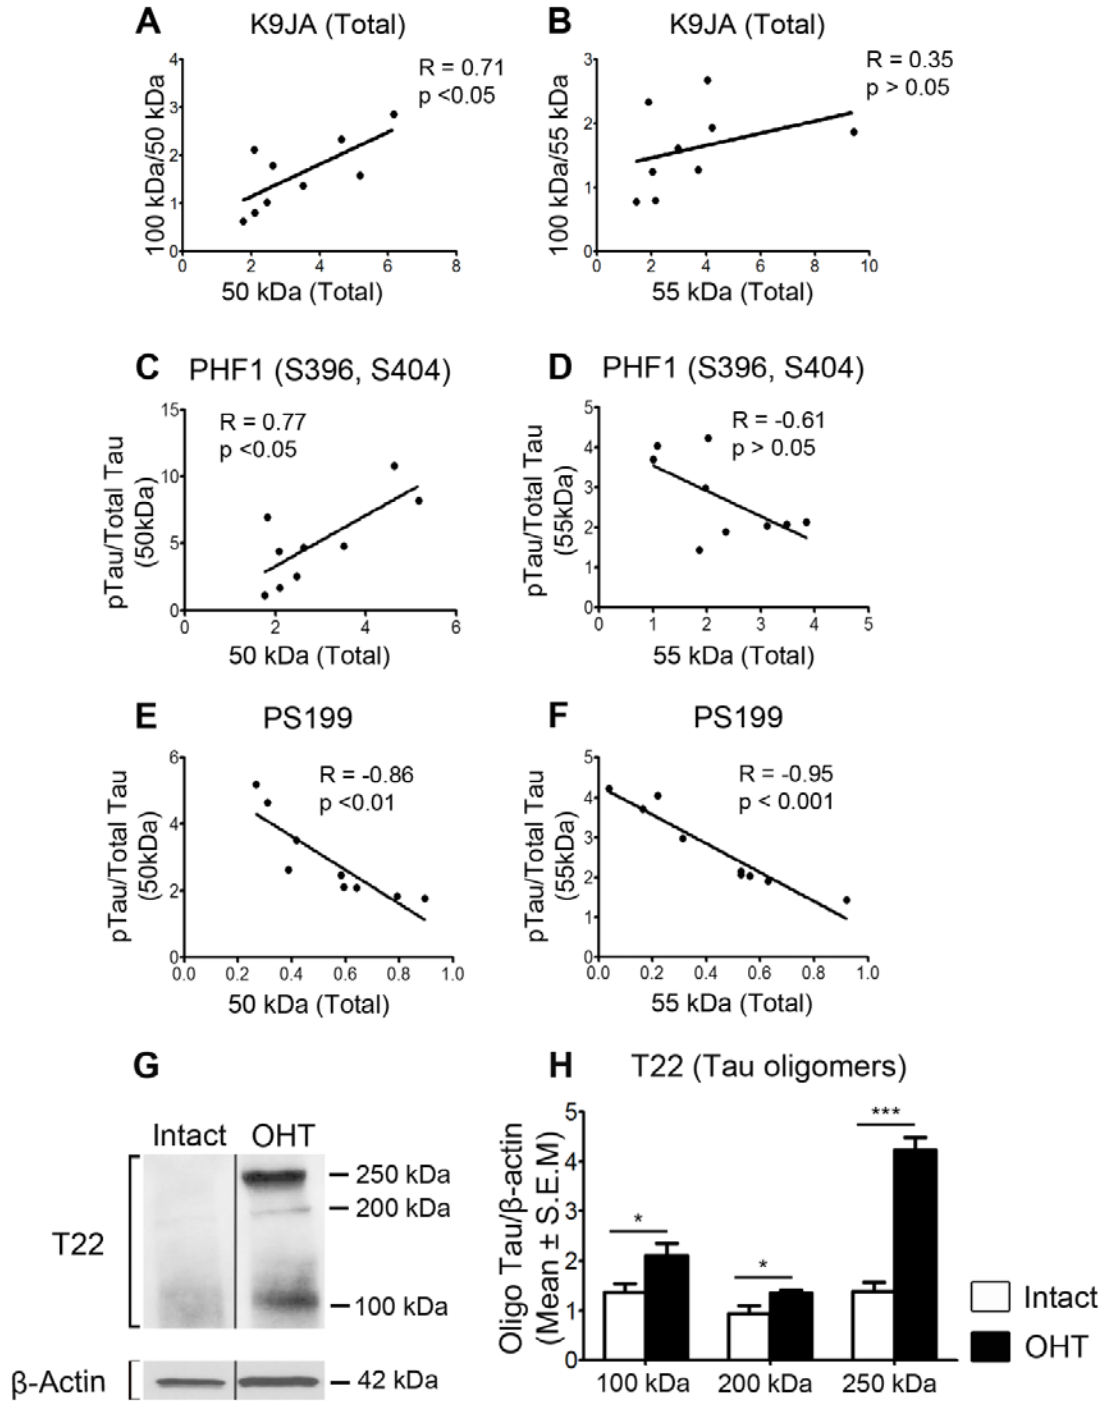 A
K9JA (Total)
R = 0.71
p <0.05
100 kDa/50 kDa
4
3
2
1
0
0 2 4 6 8
50 kDa (Total)
B
K9JA (Total)
R = 0.35
p > 0.05
100 kDa/55 kDa
3
2
1
0
0 2 4 6 8 10
55 kDa (Total)
C
PHF1 (S396, S404)
R = 0.77
p <0.05
pTau/Total Tau
(50kDa)
15
10
5
0
0 2 4 6
50 kDa (Total)
D
PHF1 (S396, S404)
R = -0.61
p > 0.05
pTau/Total Tau
(55kDa)
5
4
3
2
1
0
0 1 2 3 4 5
55 kDa (Total)
E
PS199
R = -0.86
p <0.01
pTau/Total Tau
(50kDa)
6
4
2
0
0.0 0.2 0.4 0.6 0.8 1.0
50 kDa (Total)
F
PS199
R = -0.95
p < 0.001
pTau/Total Tau
(55kDa)
5
4
3
2
1
0
0.0 0.2 0.4 0.6 0.8 1.0
55 kDa (Total)
G
Intact OHT
T22
250 kDa
200 kDa
100 kDa
β-Actin
42 kDa
H
T22 (Tau oligomers)
Oligo Tau/β-actin
(Mean ± S.E.M)
5
4
3
2
1
0
*
*
***
100 kDa 200 kDa 250 kDa
Intact
OHT